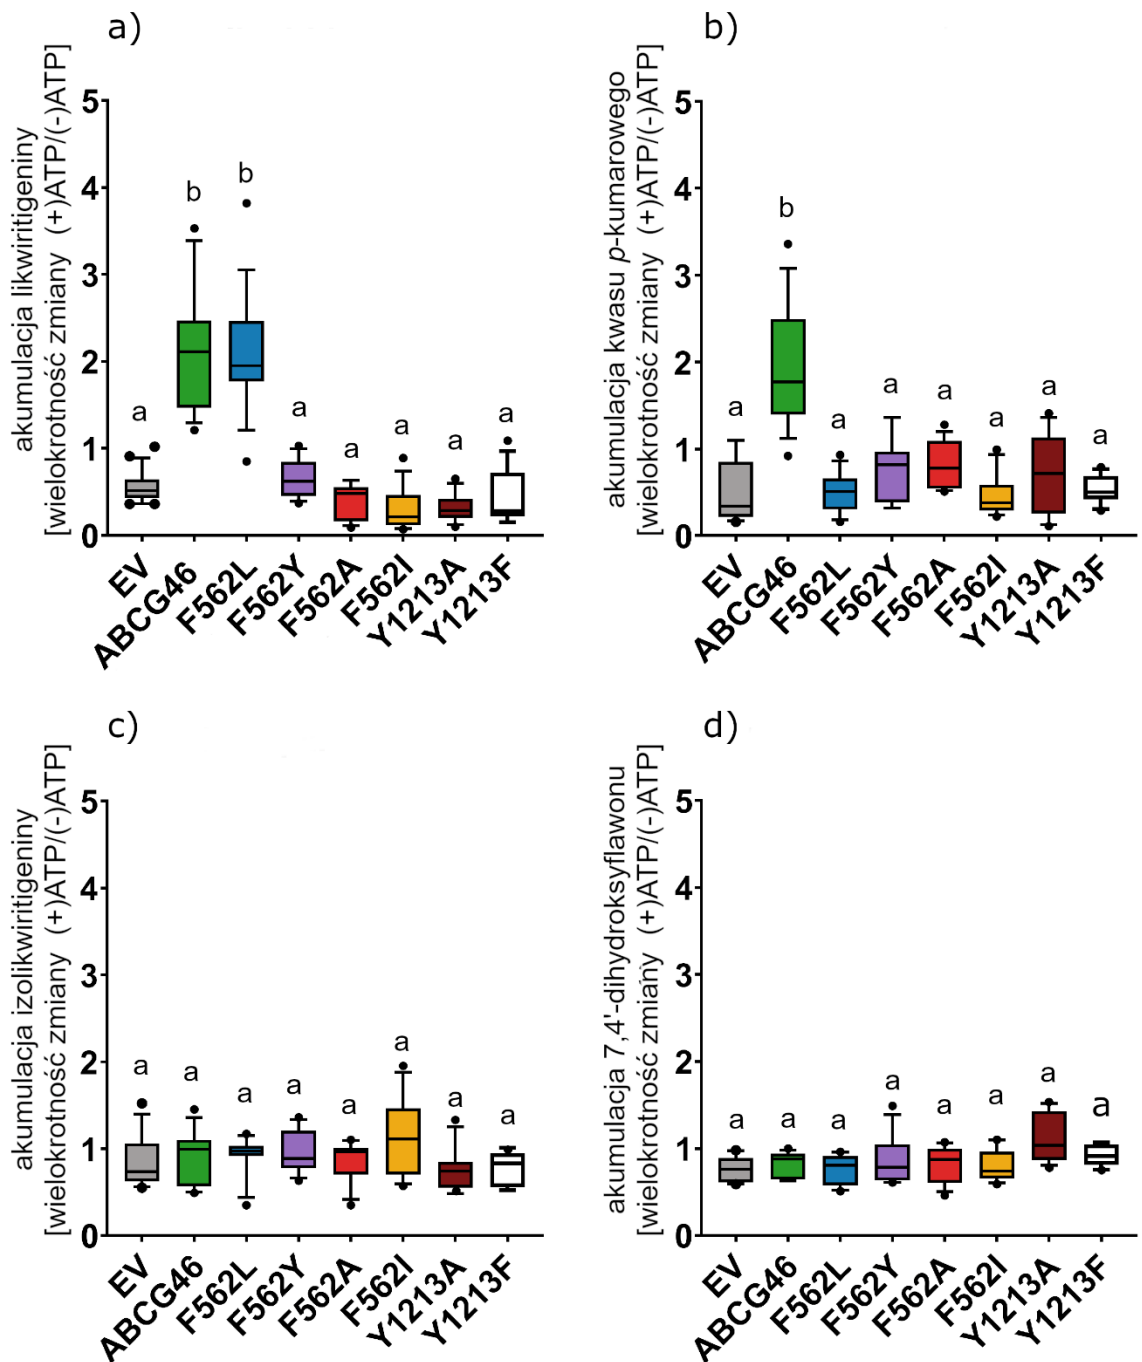 a)
akumulacja likwiritigeniny
[wielokrotność zmiany (+)ATP/(-)ATP]
5
4
3
2
1
0
a
b
b
a
a
a
a
a
EV
ABCG46
F562L
F562Y
F562A
F562I
Y1213A
Y1213F
b)
akumulacja kwasu p-kumarowego
[wielokrotność zmiany (+)ATP/(-)ATP]
5
4
3
2
1
0
a
b
a
a
a
a
a
a
EV
ABCG46
F562L
F562Y
F562A
F562I
Y1213A
Y1213F
c)
akumulacja izolikwiritigeniny
[wielokrotność zmiany (+)ATP/(-)ATP]
5
4
3
2
1
0
a
a
a
a
a
a
a
a
EV
ABCG46
F562L
F562Y
F562A
F562I
Y1213A
Y1213F
d)
akumulacja 7,4'-dihydroksyflawonu
[wielokrotność zmiany (+)ATP/(-)ATP]
5
4
3
2
1
0
a
a
a
a
a
a
a
a
EV
ABCG46
F562L
F562Y
F562A
F562I
Y1213A
Y1213F